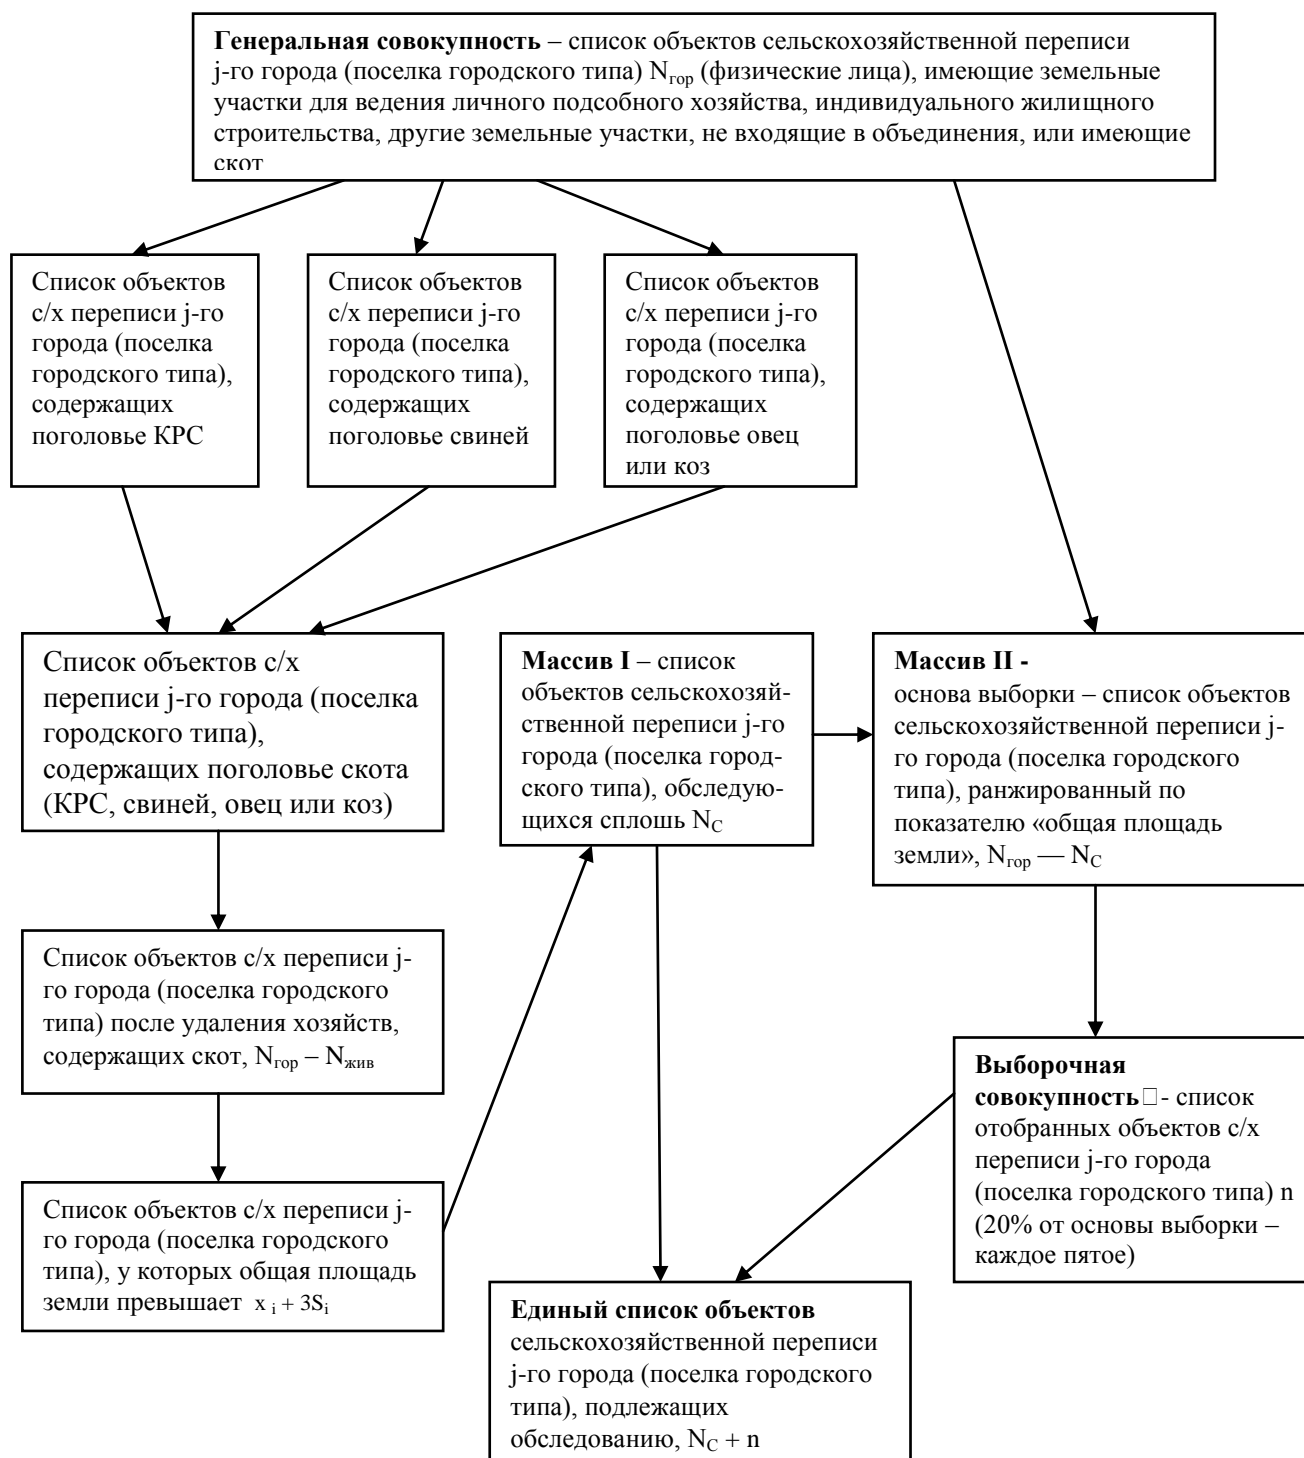 Генеральная совокупность – список объектов сельскохозяйственной переписи
j-го города (поселка городского типа) Nгор (физические лица), имеющие земельные
участки для ведения личного подсобного хозяйства, индивидуального жилищного
строительства, другие земельные участки, не входящие в объединения, или имеющие
скот
Список объектов
с/х переписи j-го
города (поселка
городского типа),
содержащих
поголовье КРС
Список объектов
с/х переписи j-го
города (поселка
городского типа),
содержащих
поголовье свиней
Список объектов
с/х переписи j-го
города (поселка
городского типа),
содержащих
поголовье овец
или коз
Список объектов с/х
переписи j-го города (поселка
городского типа),
содержащих поголовье скота
(КРС, свиней, овец или коз)
Массив I – список
объектов сельскохозяй-
ственной переписи j-го
города (поселка город-
ского типа), обследую-
щихся сплошь NС
Массив II -
основа выборки – список объектов
сельскохозяйственной переписи j-
го города (поселка городского
типа), ранжированный по
показателю «общая площадь
земли», Nгор — NС
Список объектов с/х переписи j-
го города (поселка городского
типа) после удаления хозяйств,
содержащих скот, Nгор – Nжив
Выборочная
совокупность□ - список
отобранных объектов с/х
переписи j-го города
(поселка городского типа) n
(20% от основы выборки –
каждое пятое)
Список объектов с/х переписи j-
го города (поселка городского
типа), у которых общая площадь
земли превышает x i + 3Si
Единый список объектов
сельскохозяйственной переписи
j-го города (поселка городского
типа), подлежащих
обследованию, NС + n